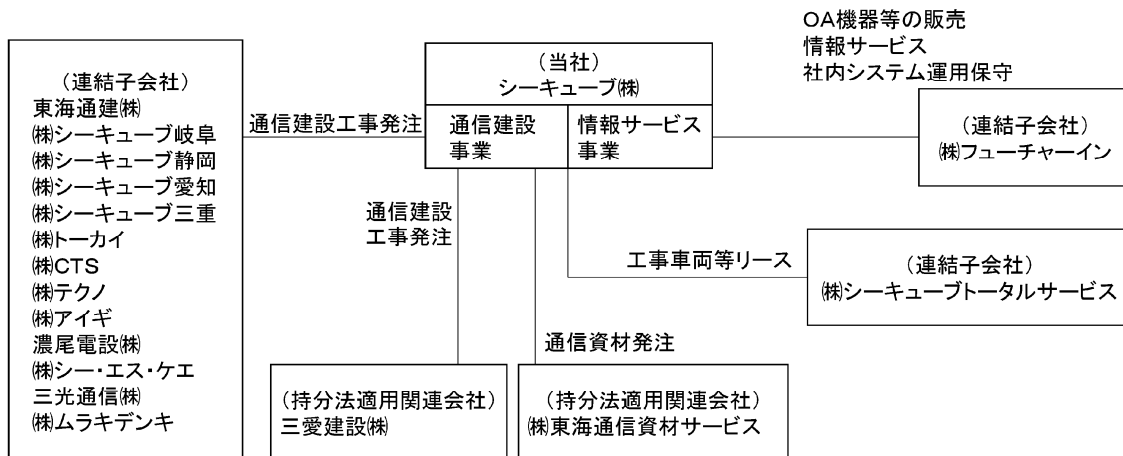 (連結子会社)
東海通建㈱
㈱シーキューブ岐阜
㈱シーキューブ静岡
㈱シーキューブ愛知
㈱シーキューブ三重
㈱トーカイ
㈱CTS
㈱テクノ
㈱アイギ
濃尾電設㈱
㈱シー・エス・ケエ
三光通信㈱
㈱ムラキデンキ
通信建設工事発注
(当社)
シーキューブ㈱
通信建設
事業
情報サービス
事業
OA機器等の販売
情報サービス
社内システム運用保守
(連結子会社)
㈱フューチャーイン
通信建設
工事発注
工事車両等リース
(連結子会社)
㈱シーキューブトータルサービス
通信資材発注
(持分法適用関連会社)
三愛建設㈱
(持分法適用関連会社)
㈱東海通信資材サービス